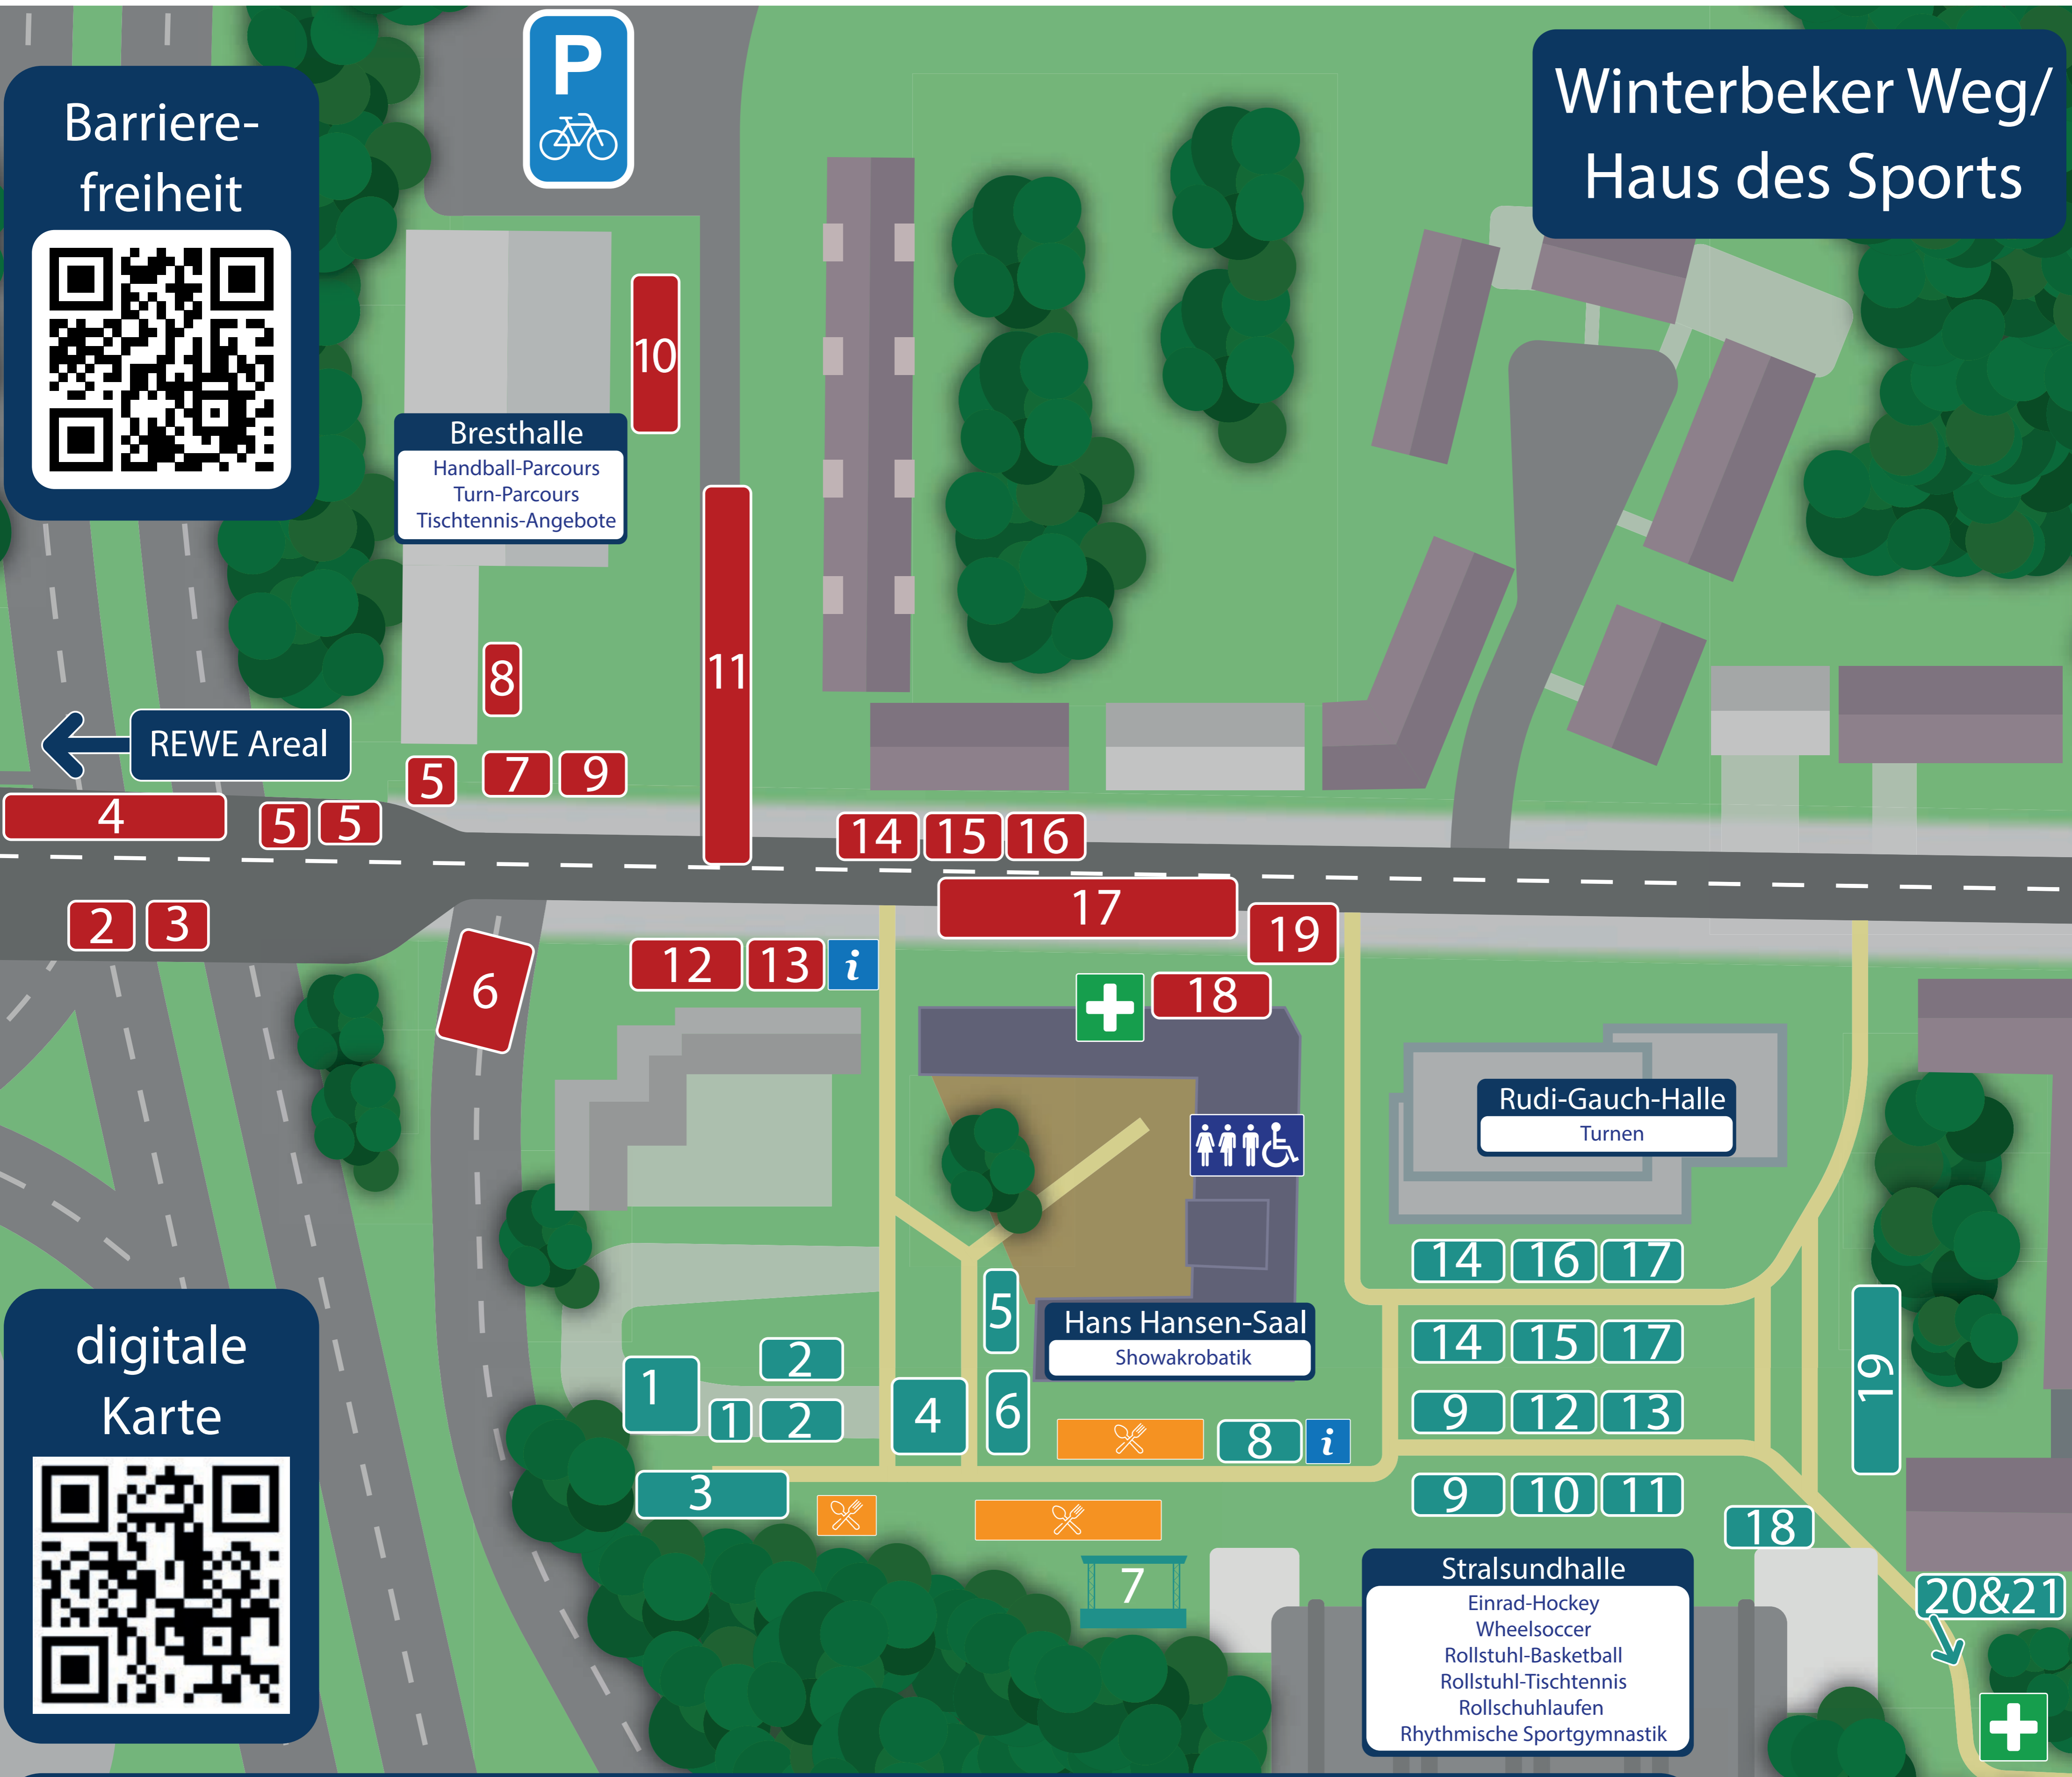 P
Winterbeker Weg/
Haus des Sports
Barriere-
freiheit
10
Bresthalle
Handball-Parcours
Turn-Parcours
Tischtennis-Angebote
11
8
REWE Areal
5
7
9
4
5
5
14
15
16
2
3
17
19
12
13
i
6
18
Rudi-Gauch-Halle
Turnen
14
16
17
5
Hans Hansen-Saal
Showakrobatik
digitale
Karte
14
15
17
19
1
2
4
6
1
2
8
i
9
12
13
3
9
10
11
18
7
Stralsundhalle
Einrad-Hockey
Wheelsoccer
Rollstuhl-Basketball
Rollstuhl-Tischtennis
Rollschuhlaufen
Rhythmische Sportgymnastik
20&21